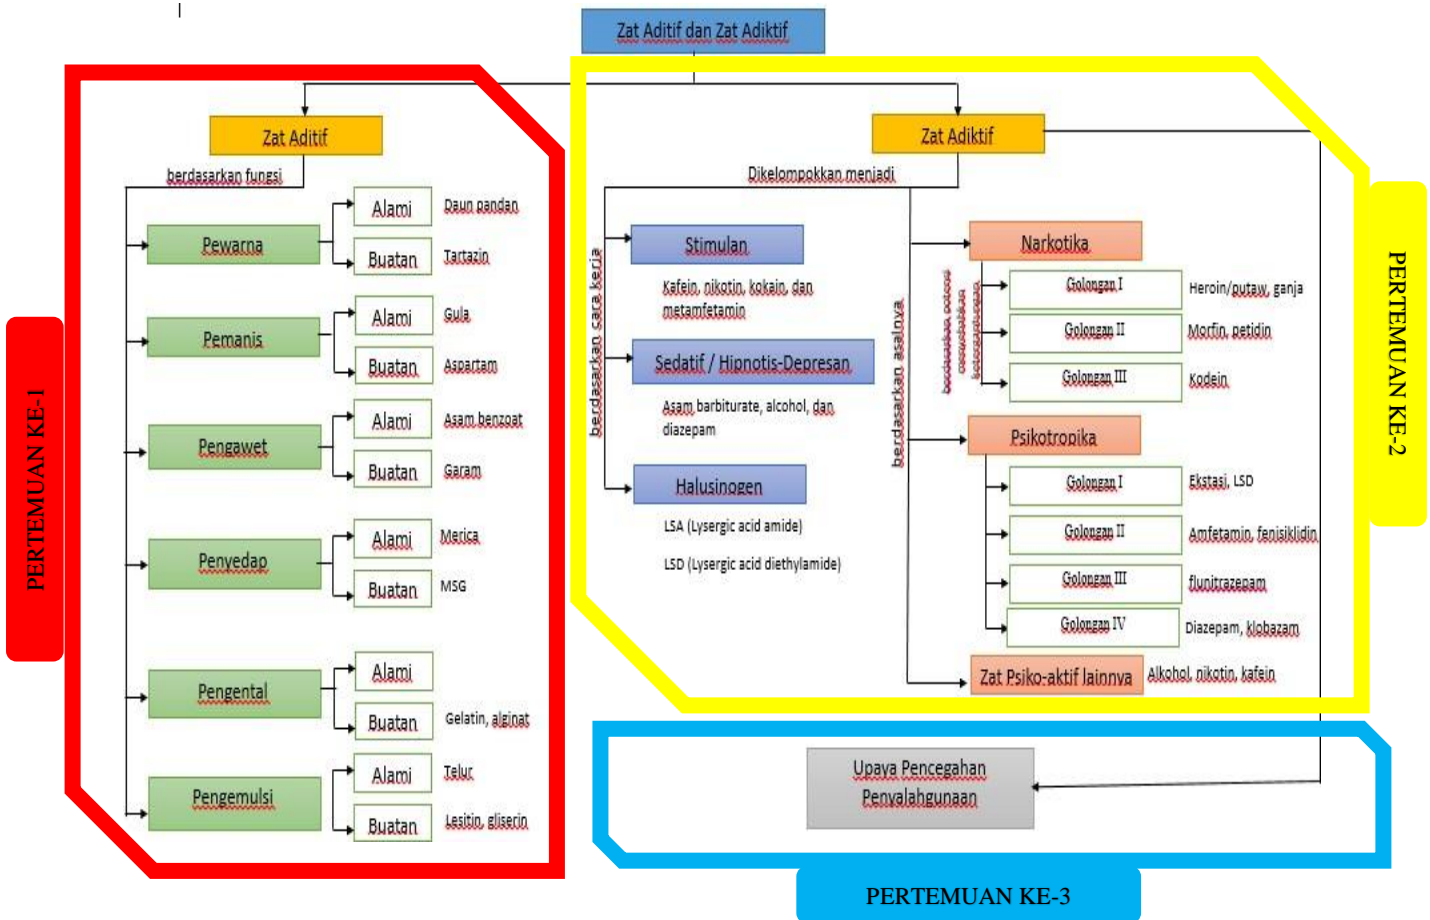 Zat Aditif dan Zat Adiktif
PERTEMUAN KE-1
Zat Aditif
berdasarkan fungsi
Pewarna
Alami
Daun pandan
Buatan
Tartazin
Pemanis
Alami
Gula
Buatan
Aspartam
Pengawet
Alami
Asam benzoat
Buatan
Garam
Penyedap
Alami
Merica
Buatan
MSG
Pengental
Alami
Buatan
Gelatin, alginat
Pengemulsi
Alami
Telur
Buatan
Lesitin, gliserin
PERTEMUAN KE-2
Zat Adiktif
Dikelompokkan menjadi
berdasarkan cara kerja
Stimulan
Kafein, nikotin, kokain, dan
metamfetamin
Sedatif / Hipnotis-Depresan
Asam barbiturate, alcohol, dan
diazepam
Halusinogen
LSA (Lysergic acid amide)
LSD (Lysergic acid diethylamide)
berdasarkan asalnya
Narkotika
berdasarkan potensi
menyebabkan
ketergantungan
Golongan I
Heroin/putaw, ganja
Golongan II
Morfin, petidin
Golongan III
Kodein
Psikotropika
Golongan I
Ekstasi, LSD
Golongan II
Amfetamin, fenisiklidin
Golongan III
flunitrazepam
Golongan IV
Diazepam, klobazam
Zat Psiko-aktif lainnya
Alkohol, nikotin, kafein
Upaya Pencegahan
Penyalahgunaan
PERTEMUAN KE-3